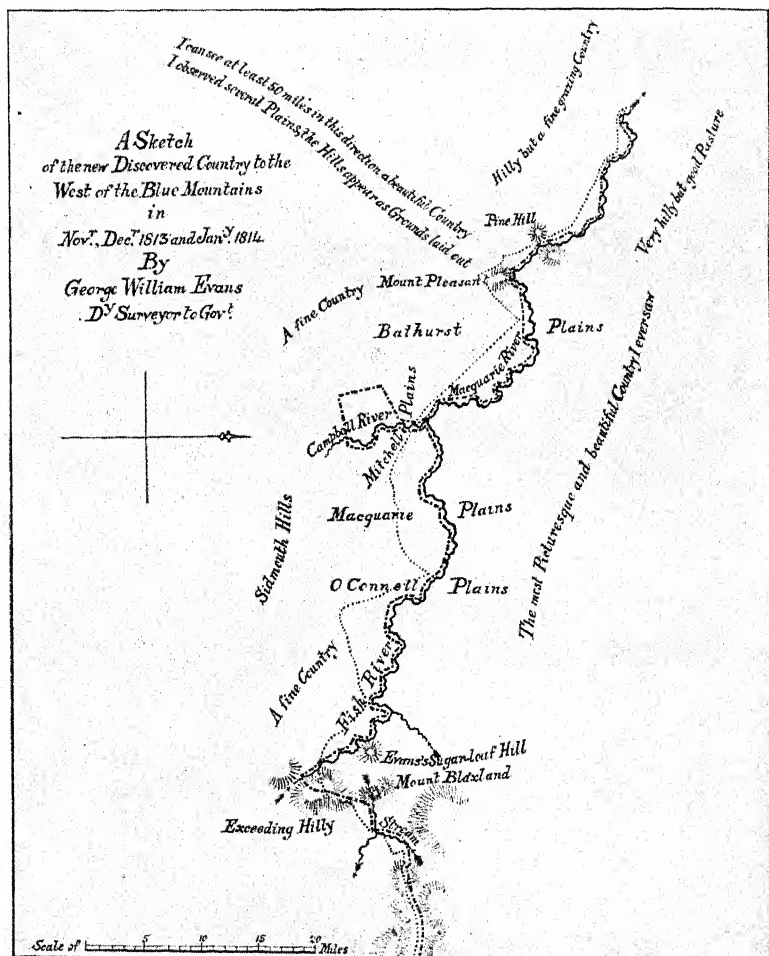 I can see at least 50 miles in this direction a beautiful Country
I observed several Plains, the Hills appear as Grounds laid out
Hilly but a fine grazing Country
A Sketch
of the new Discovered Country to the
West of the Blue Mountains
in
Novr., Decr. 1813 and Jany. 1814.
By
George William Evans
Dy Surveyor to Govt.
Pine Hill
Very hilly but good Pasture
Mount Pleasant
A fine Country
Bathurst Plains
Macquarie River
The most Picturesque and beautiful Country I ever saw
Campbell River
Mitchell Plains
Macquarie Plains
Sidmouth Hills
O Connell Plains
A fine Country
Fish River
Evans's Sugar-loaf Hill
Mount Blaxland
Exceeding Hilly
Stream
Scale of 5 10 15 20 Miles